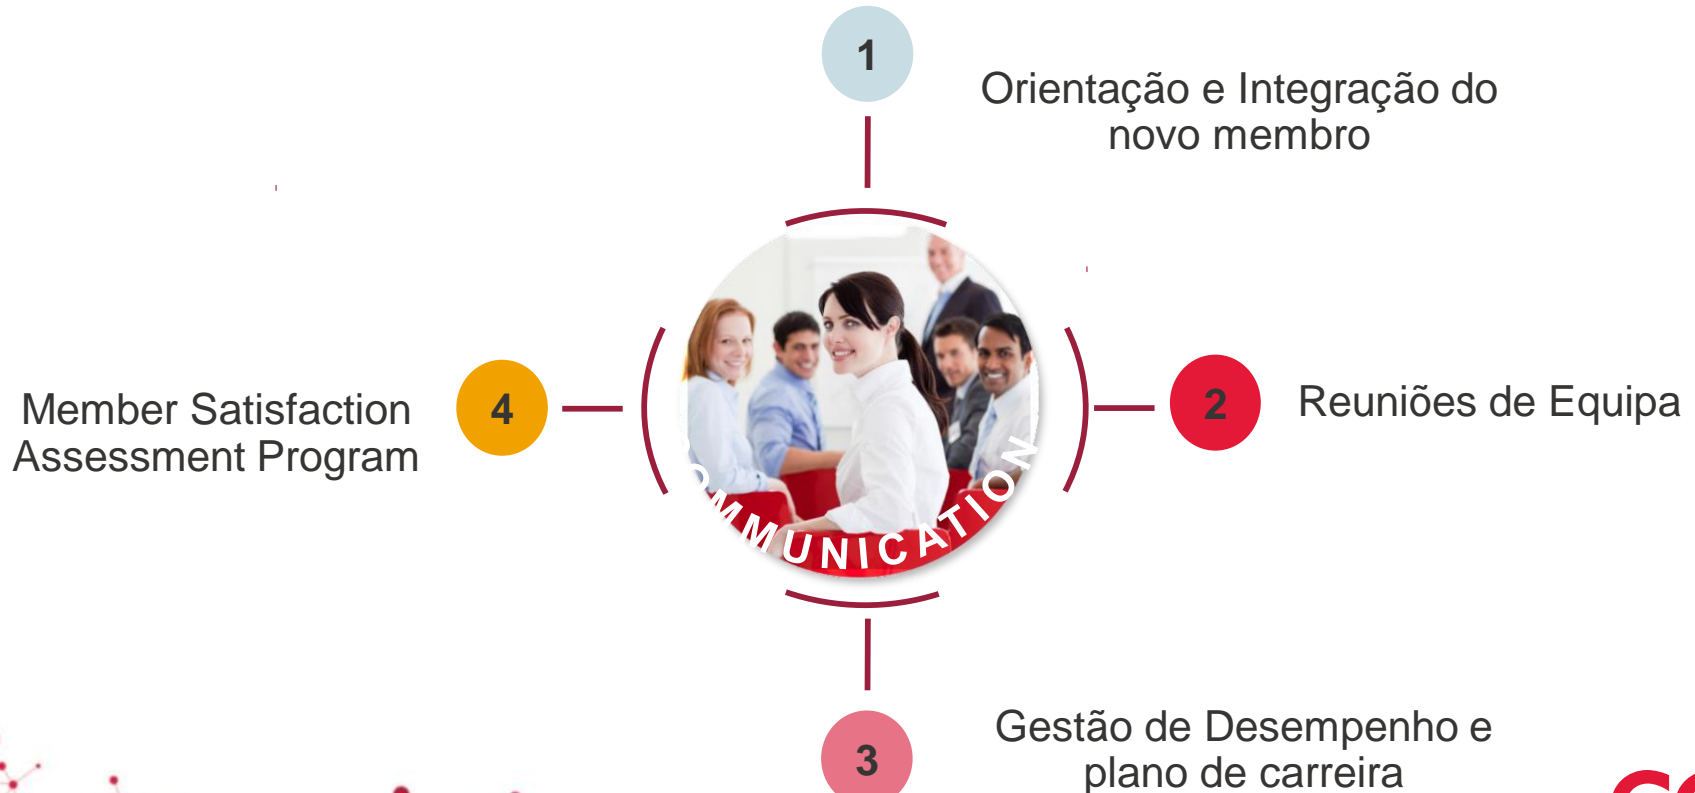 1
Orientação e Integração do
novo membro
Member Satisfaction
Assessment Program
4
2
Reuniões de Equipa
COMMUNICATION
3
Gestão de Desempenho e
plano de carreira